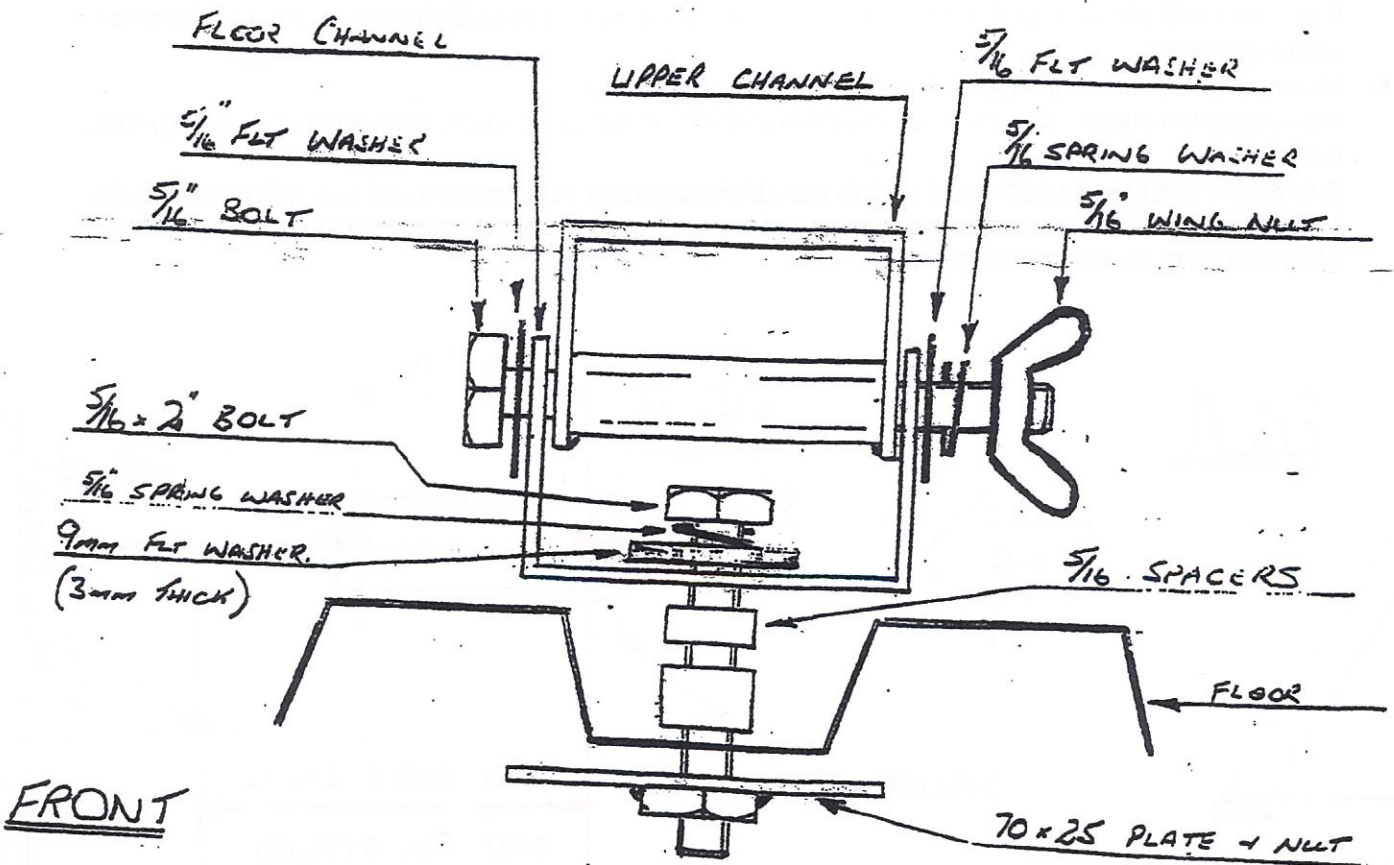 FLOOR CHANNEL
5/16" FLT WASHER
5/16" BOLT
UPPER CHANNEL
5/16 FLT WASHER
5/16 SPRING WASHER
5/16" WING NUT
5/16 x 2" BOLT
5/16" SPRING WASHER
9mm FLT WASHER.
(3mm THICK)
5/16 SPACERS
FLOOR
FRONT
70 x 25 PLATE + NUT